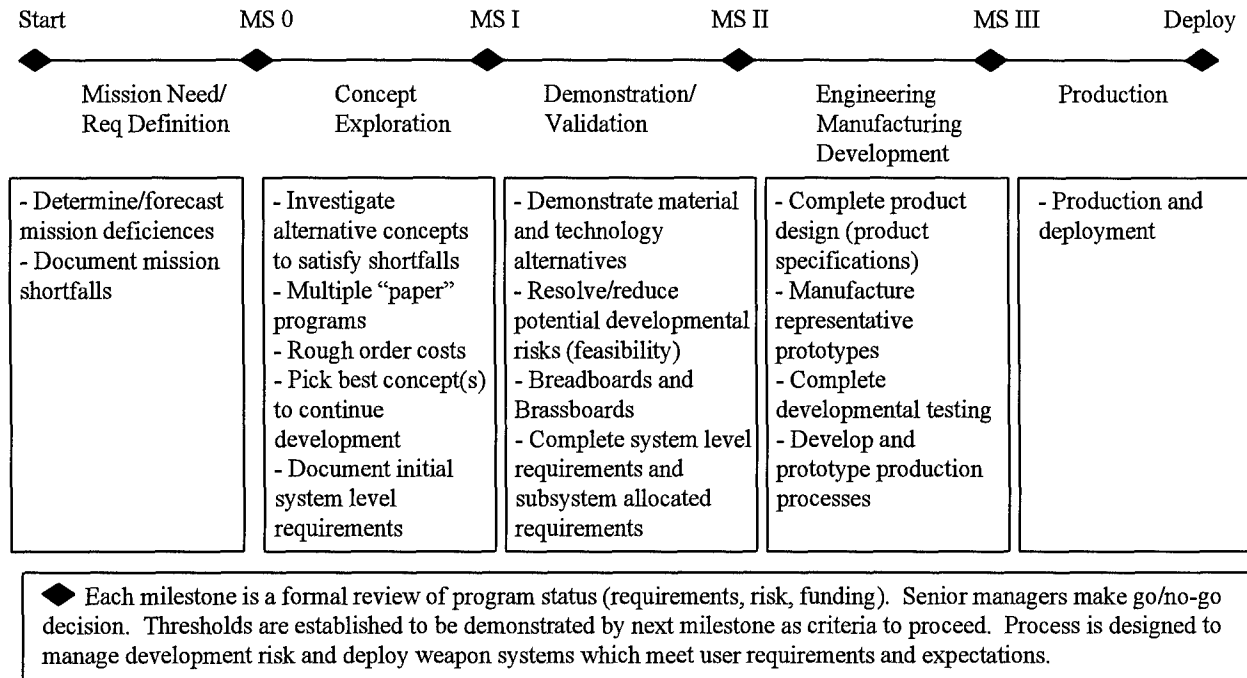 Start MS 0 MS I MS II MS III Deploy
Mission Need/
Req Definition
Concept
Exploration
Demonstration/
Validation
Engineering
Manufacturing
Development
Production
- Determine/forecast
mission deficiences
- Document mission
shortfalls
- Investigate
alternative concepts
to satisfy shortfalls
- Multiple “paper”
programs
- Rough order costs
- Pick best concept(s)
to continue
development
- Document initial
system level
requirements
- Demonstrate material
and technology
alternatives
- Resolve/reduce
potential developmental
risks (feasibility)
- Breadboards and
Brassboards
- Complete system level
requirements and
subsystem allocated
requirements
- Complete product
design (product
specifications)
- Manufacture
representative
prototypes
- Complete
developmental testing
- Develop and
prototype production
processes
- Production and
deployment
◆ Each milestone is a formal review of program status (requirements, risk, funding). Senior managers make go/no-go
decision. Thresholds are established to be demonstrated by next milestone as criteria to proceed. Process is designed to
manage development risk and deploy weapon systems which meet user requirements and expectations.